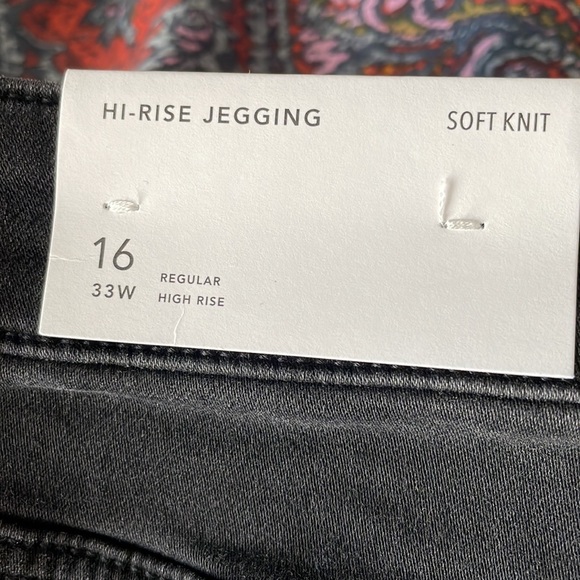 HI-RISE JEGGING SOFT KNIT
16 REGULAR
33W HIGH RISE